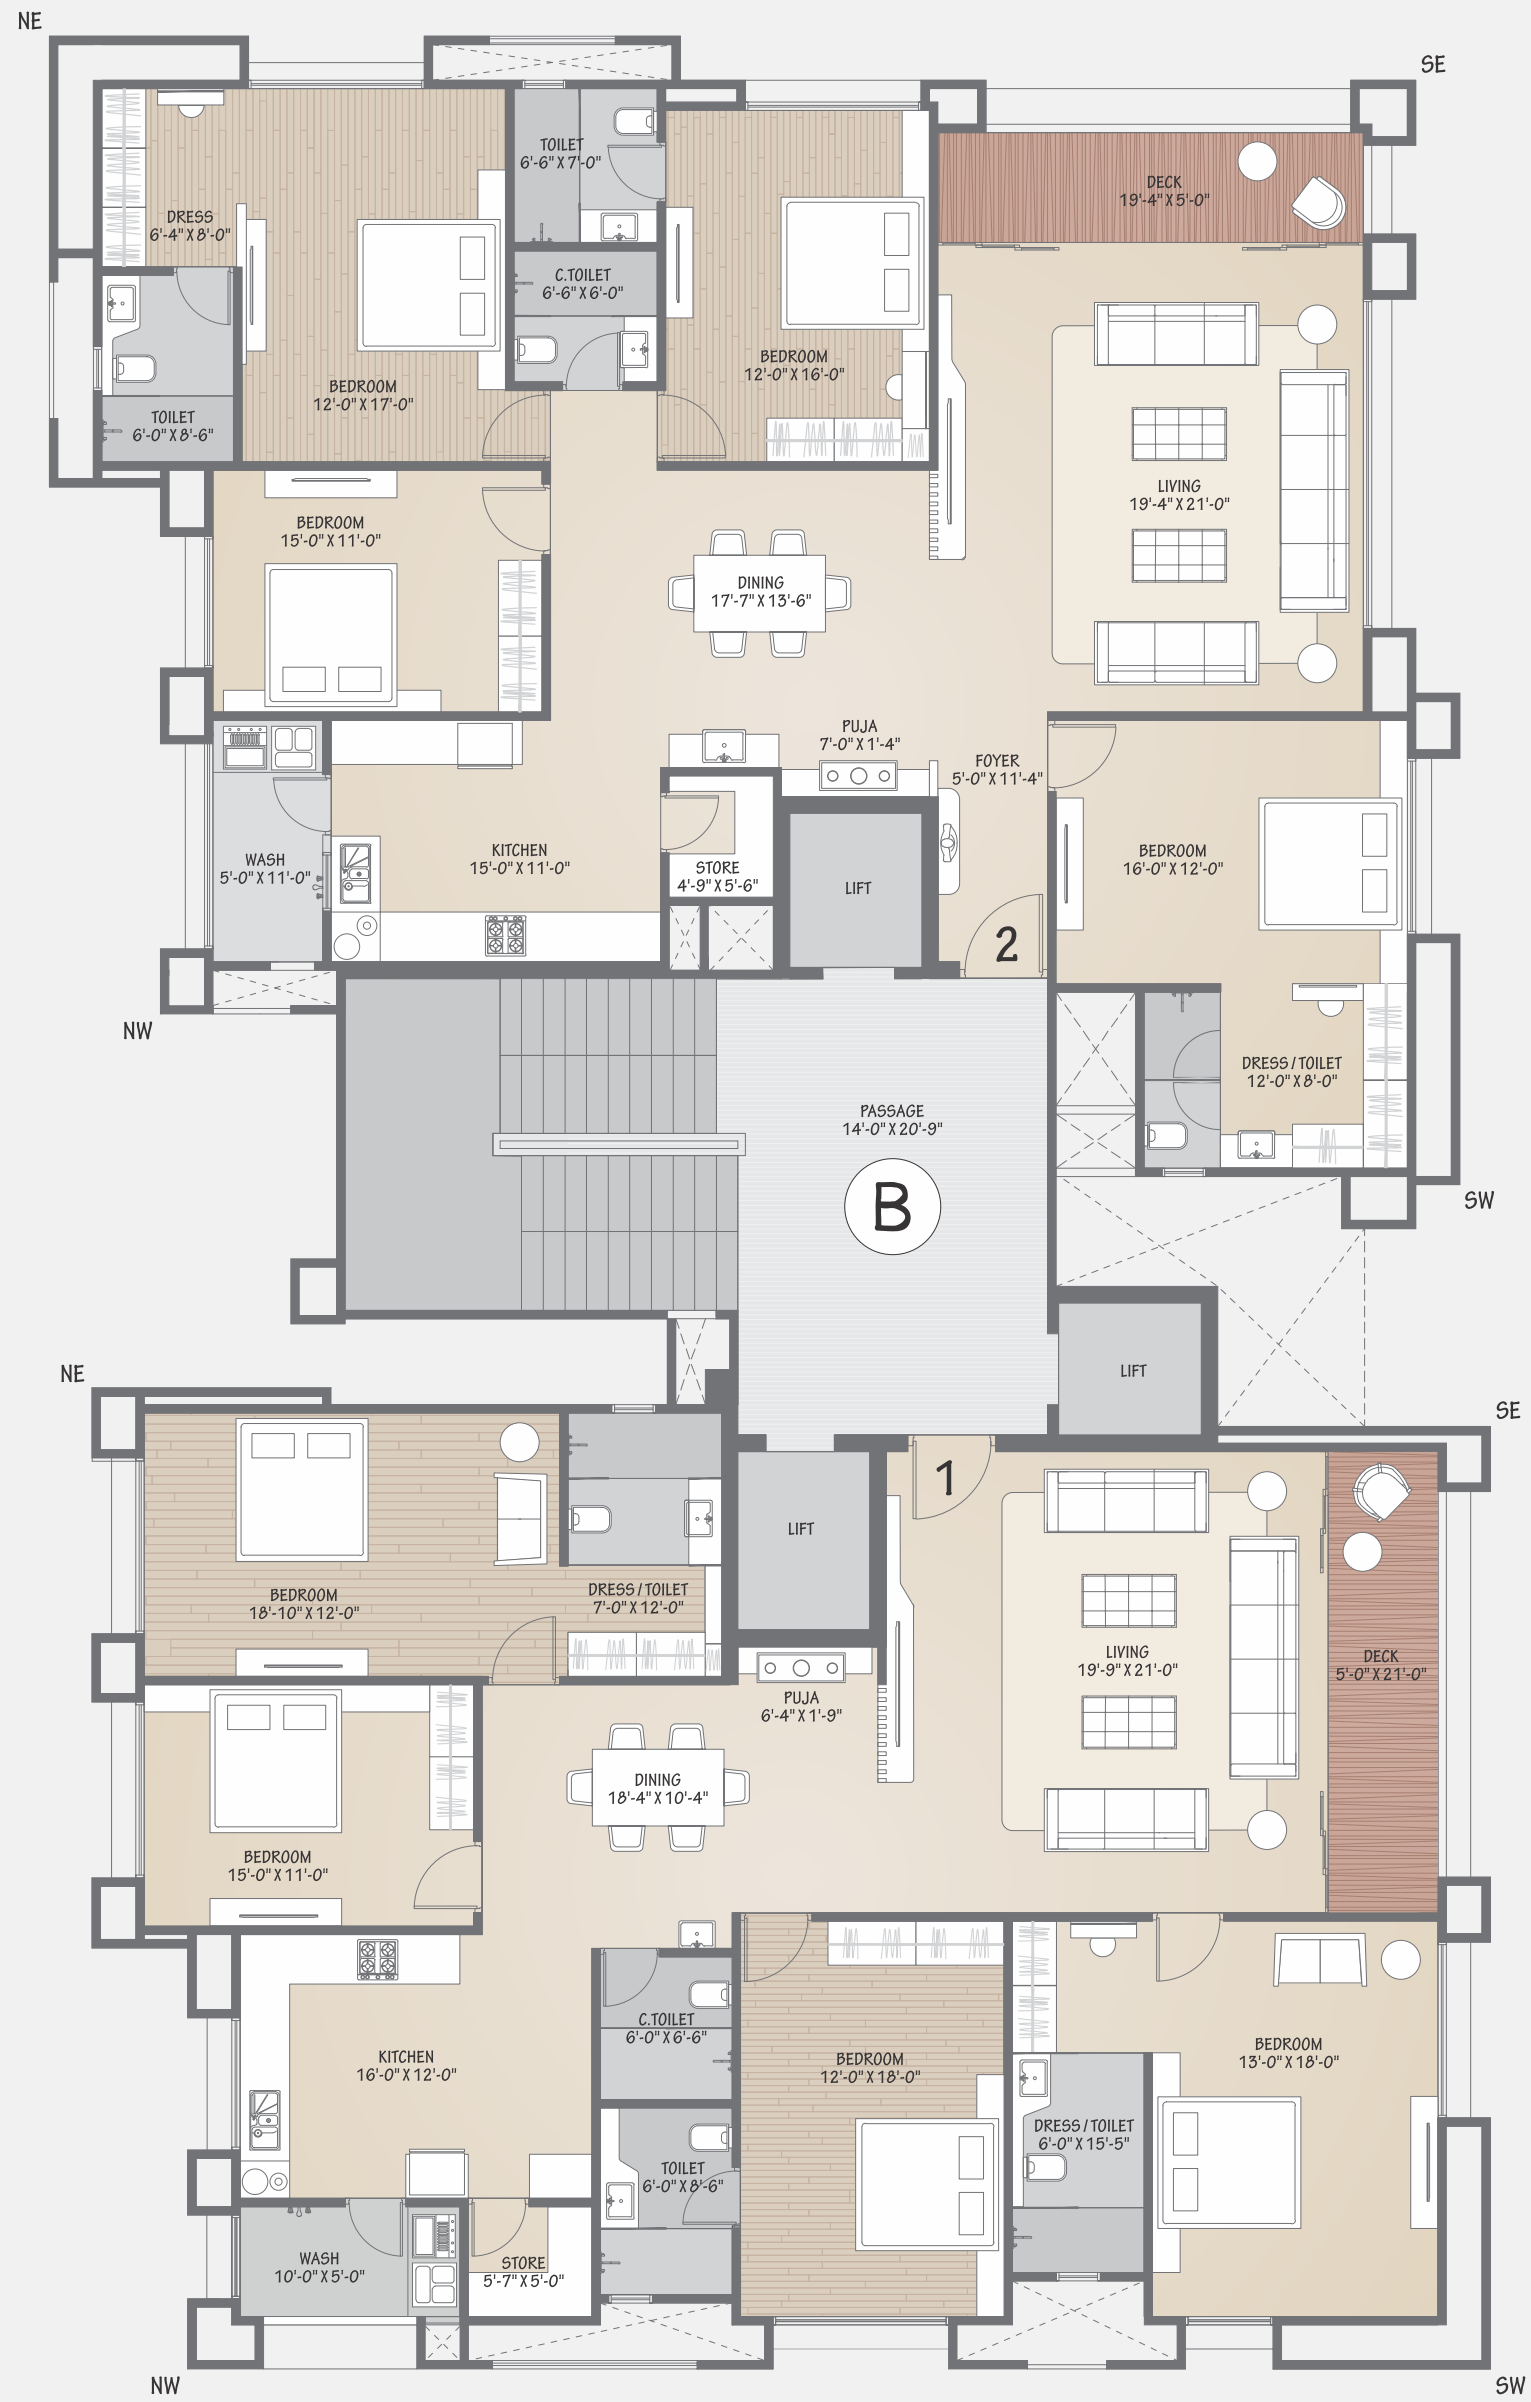 NE
SE
TOILET
6'-6" X 7'-0"
DECK
19'-4" X 5'-0"
DRESS
6'-4" X 8'-0"
C.TOILET
6'-6" X 6'-0"
BEDROOM
12'-0" X 16'-0"
BEDROOM
12'-0" X 17'-0"
TOILET
6'-0" X 8'-6"
LIVING
19'-4" X 21'-0"
BEDROOM
15'-0" X 11'-0"
DINING
17'-7" X 13'-6"
PUJA
7'-0" X 1'-4"
FOYER
5'-0" X 11'-4"
WASH
5'-0" X 11'-0"
KITCHEN
15'-0" X 11'-0"
STORE
4'-9" X 5'-6"
LIFT
BEDROOM
16'-0" X 12'-0"
2
NW
DRESS / TOILET
12'-0" X 8'-0"
PASSAGE
14'-0" X 20'-9"
B
SW
LIFT
NE
SE
1
LIFT
BEDROOM
18'-10" X 12'-0"
DRESS / TOILET
7'-0" X 12'-0"
LIVING
19'-9" X 21'-0"
DECK
5'-0" X 21'-0"
PUJA
6'-4" X 1'-9"
DINING
18'-4" X 10'-4"
BEDROOM
15'-0" X 11'-0"
C.TOILET
6'-0" X 6'-6"
KITCHEN
16'-0" X 12'-0"
BEDROOM
12'-0" X 18'-0"
BEDROOM
13'-0" X 18'-0"
DRESS / TOILET
6'-0" X 15'-5"
TOILET
6'-0" X 8'-6"
WASH
10'-0" X 5'-0"
STORE
5'-7" X 5'-0"
NW
SW